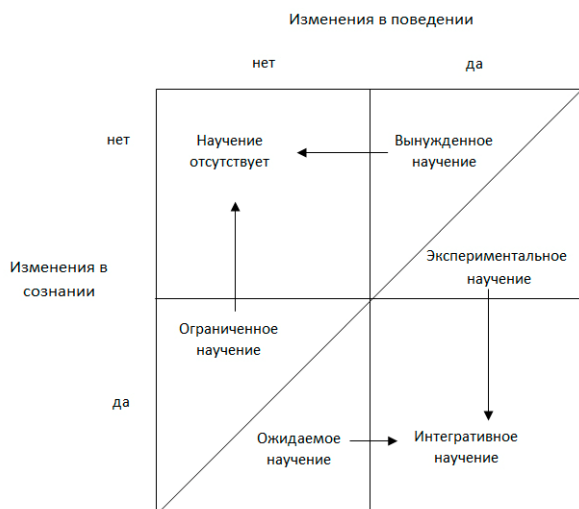 Изменения в поведении
нет
да
нет
Научение
отсутствует
Вынужденное
научение
Изменения в
сознании
Экспериментальное
научение
Ограниченное
научение
да
Ожидаемое
научение
Интегративное
научение